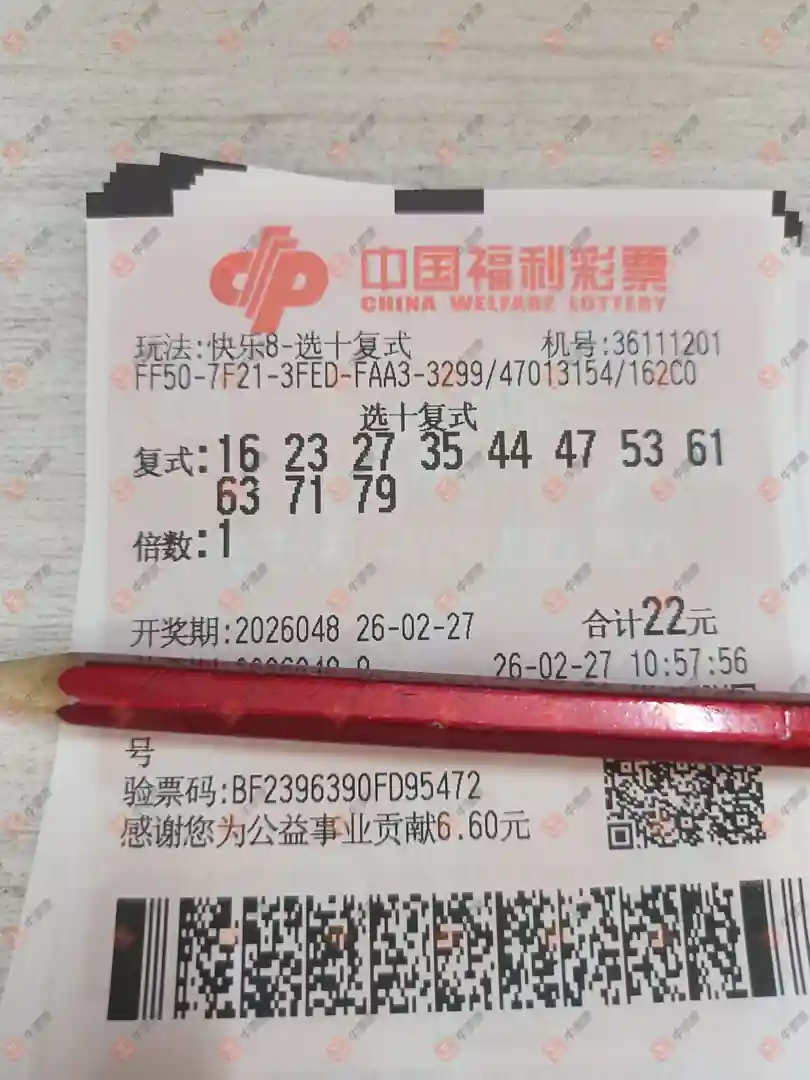 中国福利彩票
CHINA WELFARE LOTTERY
玩法:快乐8-选十复式 机号:36111201
FF50-7F21-3FED-FAA3-3299/47013154/162C0
选十复式
复式:16 23 27 35 44 47 53 61
63 71 79
倍数:1
开奖期:2026048 26-02-27 合计22元
26-02-27 10:57:56
号
验票码:BF2396390FD95472
感谢您为公益事业贡献6.60元